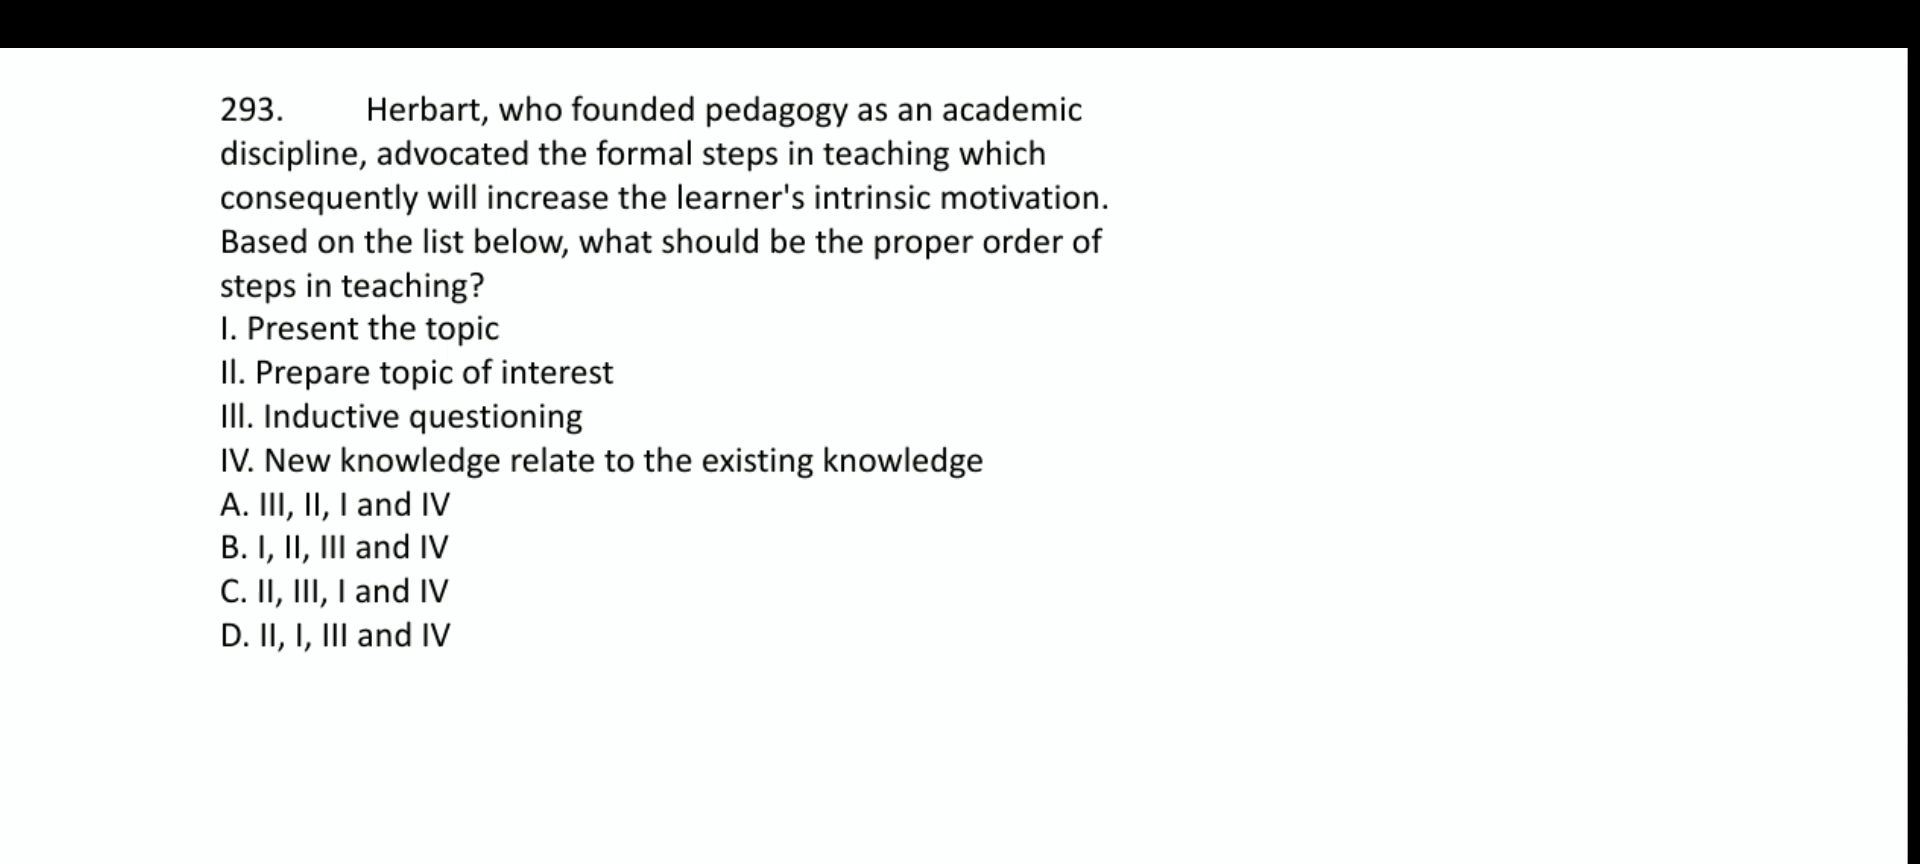 293. Herbart, who founded pedagogy as an academic
discipline, advocated the formal steps in teaching which
consequently will increase the learner's intrinsic motivation.
Based on the list below, what should be the proper order of
steps in teaching?
I. Present the topic
Il. Prepare topic of interest
Ill. Inductive questioning
IV. New knowledge relate to the existing knowledge
A. III, II, I and IV
B. I, II, III and IV
C. II, III, I and IV
D. II, I, III and IV